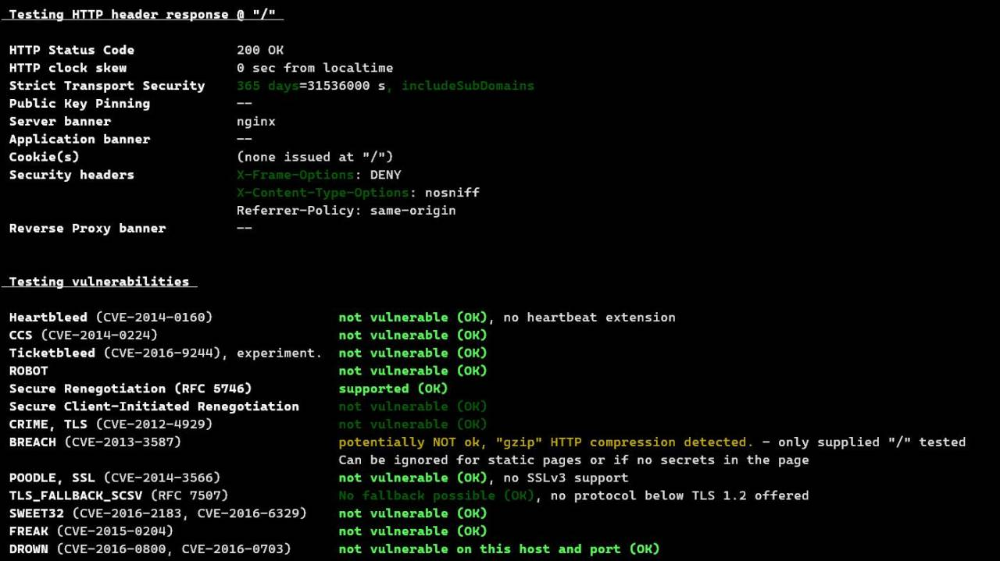 Testing HTTP header response @ "/"
HTTP Status Code 200 OK
HTTP clock skew 0 sec from localtime
Strict Transport Security 365 days=31536000 s, includeSubDomains
Public Key Pinning --
Server banner nginx
Application banner --
Cookie(s) (none issued at "/")
Security headers X-Frame-Options: DENY
X-Content-Type-Options: nosniff
Referrer-Policy: same-origin
Reverse Proxy banner --
Testing vulnerabilities
Heartbleed (CVE-2014-0160) not vulnerable (OK), no heartbeat extension
CCS (CVE-2014-0224) not vulnerable (OK)
Ticketbleed (CVE-2016-9244), experiment. not vulnerable (OK)
ROBOT not vulnerable (OK)
Secure Renegotiation (RFC 5746) supported (OK)
Secure Client-Initiated Renegotiation not vulnerable (OK)
CRIME, TLS (CVE-2012-4929) not vulnerable (OK)
BREACH (CVE-2013-3587) potentially NOT ok, "gzip" HTTP compression detected. - only supplied "/" tested
Can be ignored for static pages or if no secrets in the page
POODLE, SSL (CVE-2014-3566) not vulnerable (OK), no SSLv3 support
TLS_FALLBACK_SCSV (RFC 7507) No fallback possible (OK), no protocol below TLS 1.2 offered
SWEET32 (CVE-2016-2183, CVE-2016-6329) not vulnerable (OK)
FREAK (CVE-2015-0204) not vulnerable (OK)
DROWN (CVE-2016-0800, CVE-2016-0703) not vulnerable on this host and port (OK)